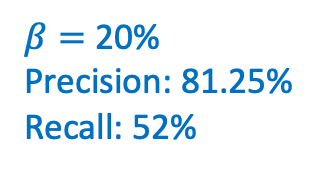 β = 20%
Precision: 81.25%
Recall: 52%